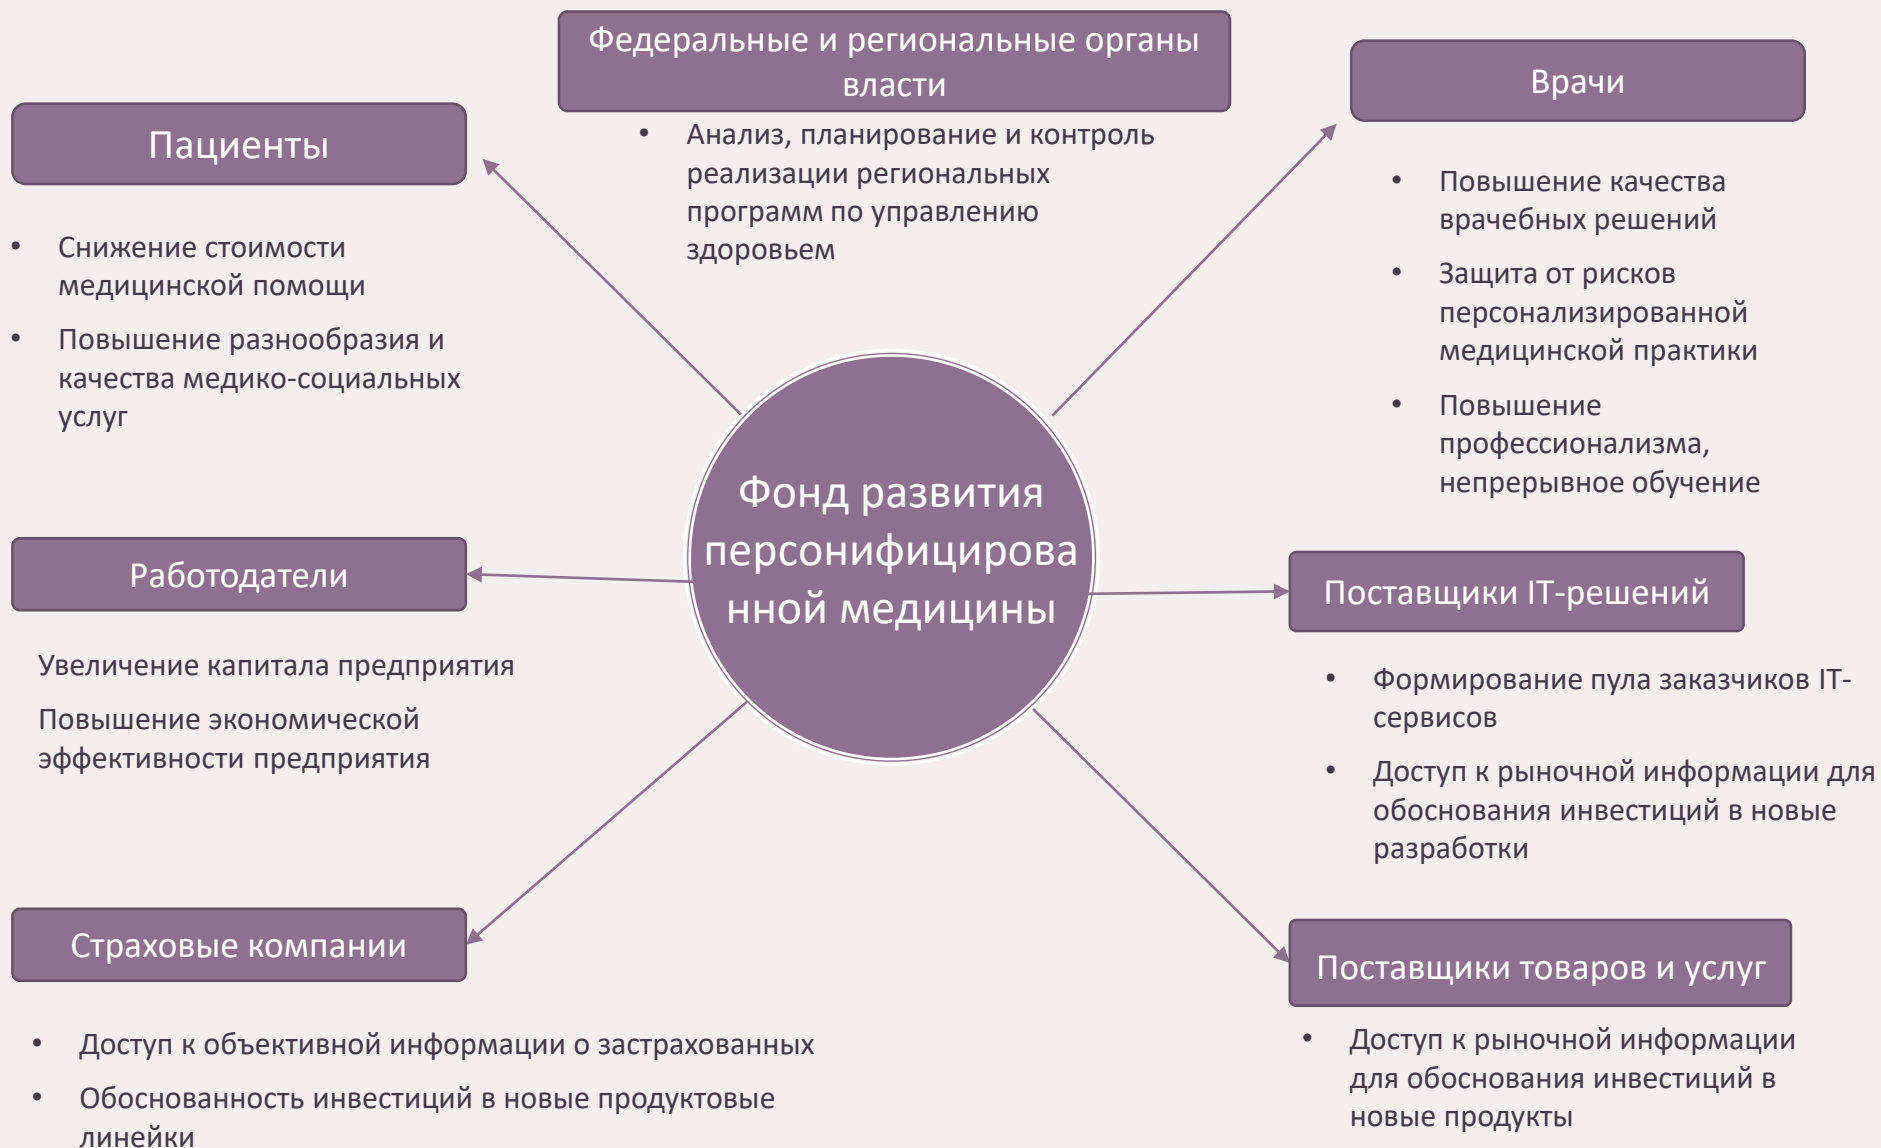 Федеральные и региональные органы
власти
• Анализ, планирование и контроль
реализации региональных
программ по управлению
здоровьем
Врачи
• Повышение качества
врачебных решений
• Защита от рисков
персонализированной
медицинской практики
• Повышение
профессионализма,
непрерывное обучение
Пациенты
• Снижение стоимости
медицинской помощи
• Повышение разнообразия и
качества медико-социальных
услуг
Фонд развития
персонифицирова
нной медицины
Работодатели
Увеличение капитала предприятия
Повышение экономической
эффективности предприятия
Поставщики IT-решений
• Формирование пула заказчиков IT-
сервисов
• Доступ к рыночной информации для
обоснования инвестиций в новые
разработки
Страховые компании
• Доступ к объективной информации о застрахованных
• Обоснованность инвестиций в новые продуктовые
линейки
Поставщики товаров и услуг
• Доступ к рыночной информации
для обоснования инвестиций в
новые продукты